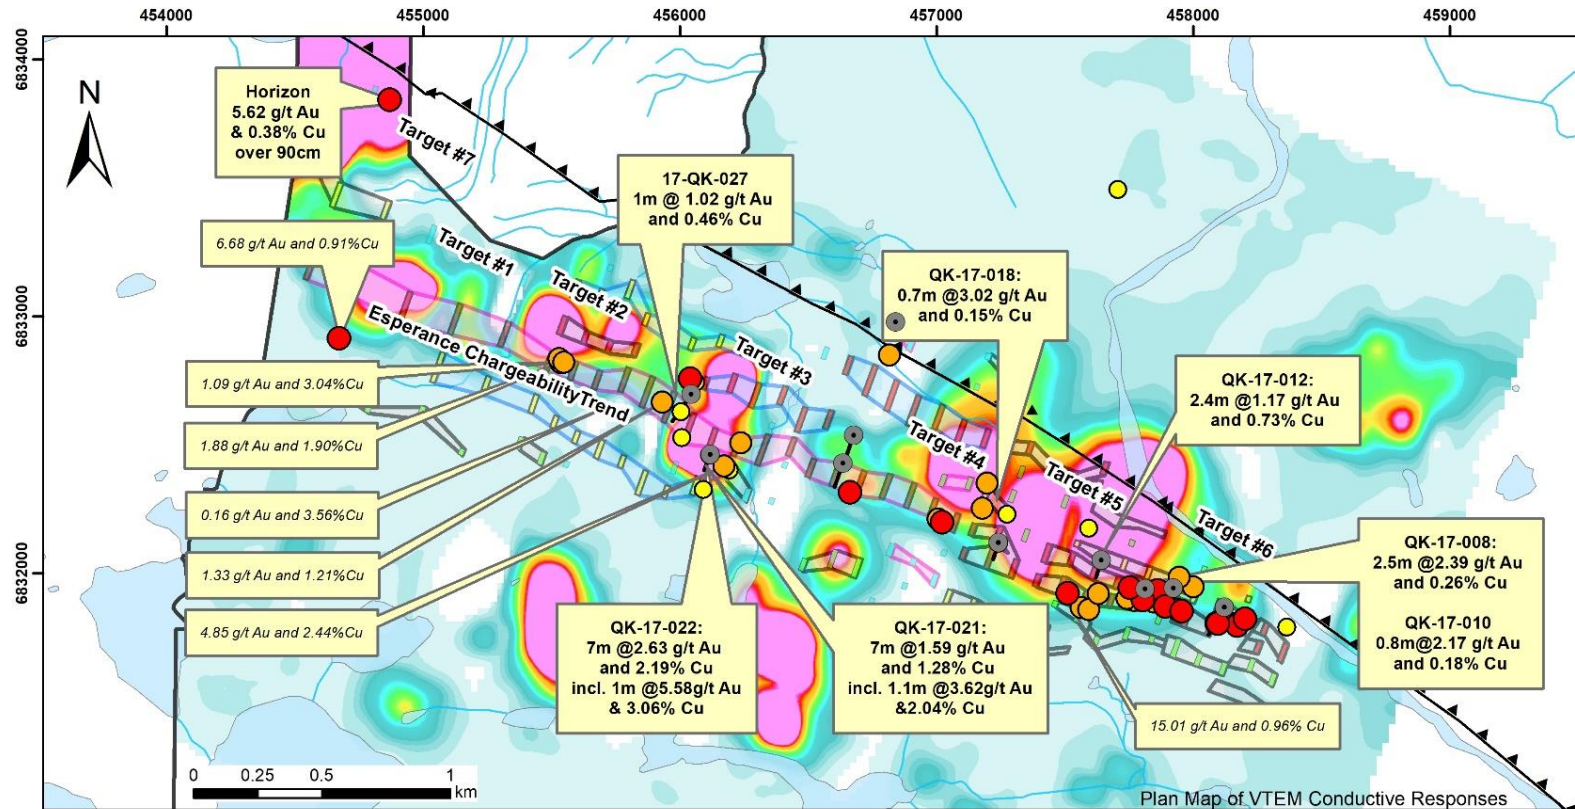 454000
455000
456000
457000
458000
459000
6834000
6833000
6832000
N
Horizon
5.62 g/t Au
& 0.38% Cu
over 90cm
Target #7
17-QK-027
1m @ 1.02 g/t Au
and 0.46% Cu
6.68 g/t Au and 0.91%Cu
Target #1
Target #2
Esperance ChargeabilityTrend
Target #3
QK-17-018:
0.7m @3.02 g/t Au
and 0.15% Cu
QK-17-012:
2.4m @1.17 g/t Au
and 0.73% Cu
1.09 g/t Au and 3.04%Cu
1.88 g/t Au and 1.90%Cu
0.16 g/t Au and 3.56%Cu
1.33 g/t Au and 1.21%Cu
4.85 g/t Au and 2.44%Cu
Target #4
Target #5
Target #6
QK-17-022:
7m @2.63 g/t Au
and 2.19% Cu
incl. 1m @5.58g/t Au
& 3.06% Cu
QK-17-021:
7m @1.59 g/t Au
and 1.28% Cu
incl. 1.1m @3.62g/t Au
&2.04% Cu
QK-17-008:
2.5m @2.39 g/t Au
and 0.26% Cu
QK-17-010
0.8m@2.17 g/t Au
and 0.18% Cu
15.01 g/t Au and 0.96% Cu
0 0.25 0.5 1
km
Plan Map of VTEM Conductive Responses